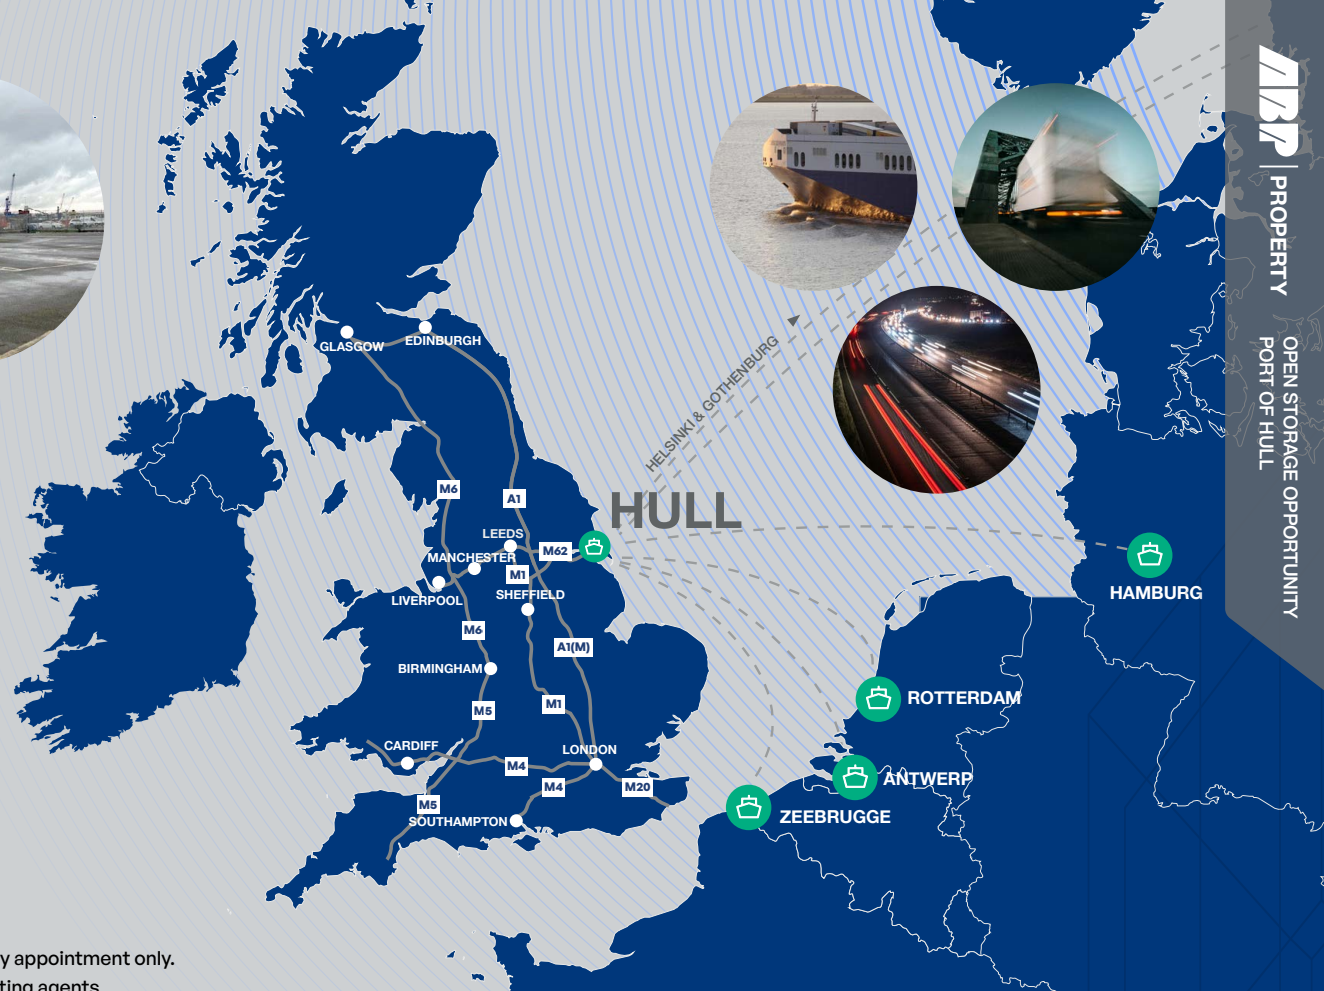 GLASGOW
EDINBURGH
HELSINKI & GOTHENBURG
M6
A1
HULL
LEEDS
M62
MANCHESTER
M1
LIVERPOOL
SHEFFIELD
HAMBURG
M6
A1(M)
BIRMINGHAM
ROTTERDAM
M5
M1
CARDIFF
LONDON
M4
M4
M20
ANTWERP
M5
SOUTHAMPTON
ZEEBRUGGE
ABP | PROPERTY
OPEN STORAGE OPPORTUNITY
PORT OF HULL
y appointment only.
ting agents